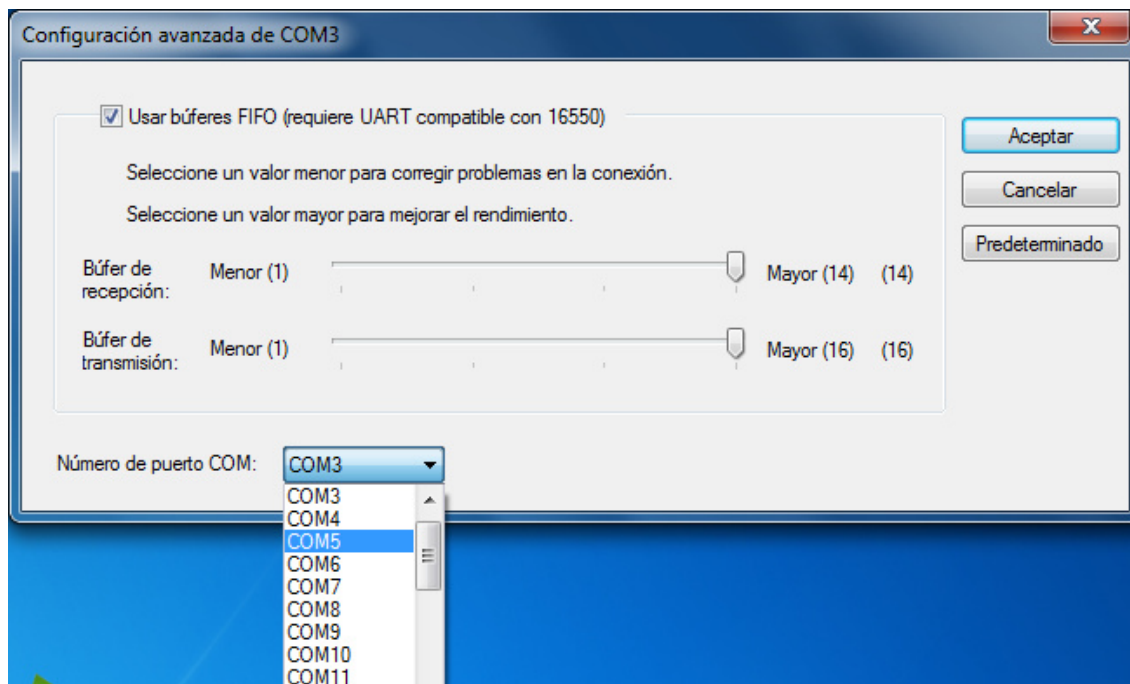 Configuración avanzada de COM3
Usar búferes FIFO (requiere UART compatible con 16550)
Seleccione un valor menor para corregir problemas en la conexión.
Seleccione un valor mayor para mejorar el rendimiento.
Búfer de
recepción:
Menor (1)
Mayor (14)
(14)
Búfer de
transmisión:
Menor (1)
Mayor (16)
(16)
Aceptar
Cancelar
Predeterminado
Número de puerto COM:
COM3
COM3
COM4
COM5
COM6
COM7
COM8
COM9
COM10
COM11